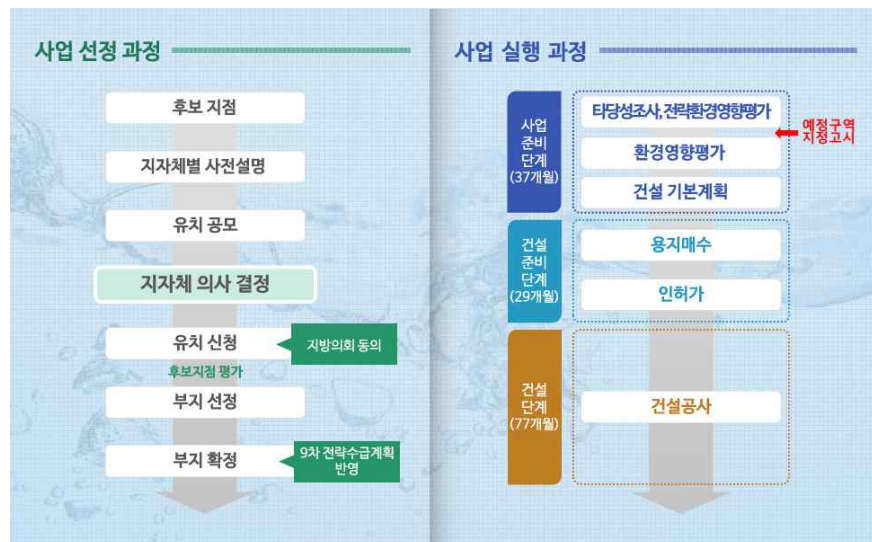 사업 선정 과정
후보 지점
지자체별 사전설명
유치 공모
지자체 의사 결정
유치 신청
지방의회 동의
후보지점 평가
부지 선정
부지 확정
9차 전략수급계획
반영
사업 실행 과정
사업
준비
단계
(37개월)
타당성조사,전략환경영향평가
예정구역
지정고시
환경영향평가
건설 기본계획
건설
준비
단계
(29개월)
용지매수
인허가
건설
단계
(77개월)
건설공사